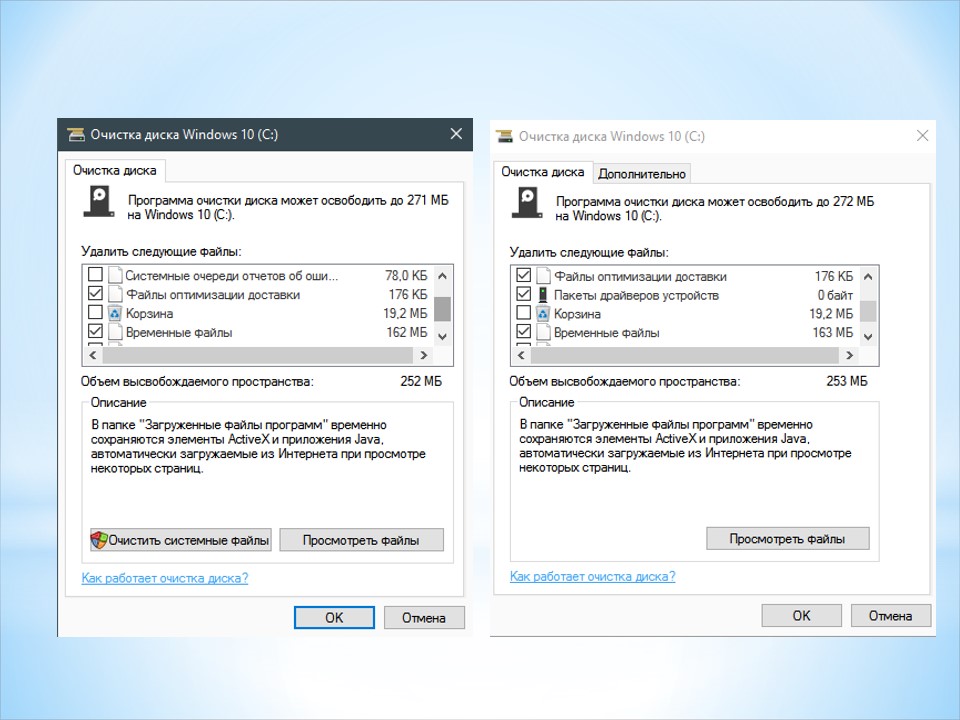 Очистка диска Windows 10 (C:)
Очистка диска
Программа очистки диска может освободить до 271 МБ
на Windows 10 (C:).
Удалить следующие файлы:
Системные очереди отчетов об оши... 78,0 КБ
Файлы оптимизации доставки 176 КБ
Корзина 19,2 МБ
Временные файлы 162 МБ
Объем высвобождаемого пространства: 252 МБ
Описание
В папке "Загруженные файлы программ" временно
сохраняются элементы ActiveX и приложения Java,
автоматически загружаемые из Интернета при просмотре
некоторых страниц.
Очистить системные файлы Просмотреть файлы
Как работает очистка диска?
OK Отмена
Очистка диска Windows 10 (C:)
Очистка диска Дополнительно
Программа очистки диска может освободить до 272 МБ
на Windows 10 (C:).
Удалить следующие файлы:
Файлы оптимизации доставки 176 КБ
Пакеты драйверов устройств 0 байт
Корзина 19,2 МБ
Временные файлы 163 МБ
Объем высвобождаемого пространства: 253 МБ
Описание
В папке "Загруженные файлы программ" временно
сохраняются элементы ActiveX и приложения Java,
автоматически загружаемые из Интернета при просмотре
некоторых страниц.
Просмотреть файлы
Как работает очистка диска?
OK Отмена